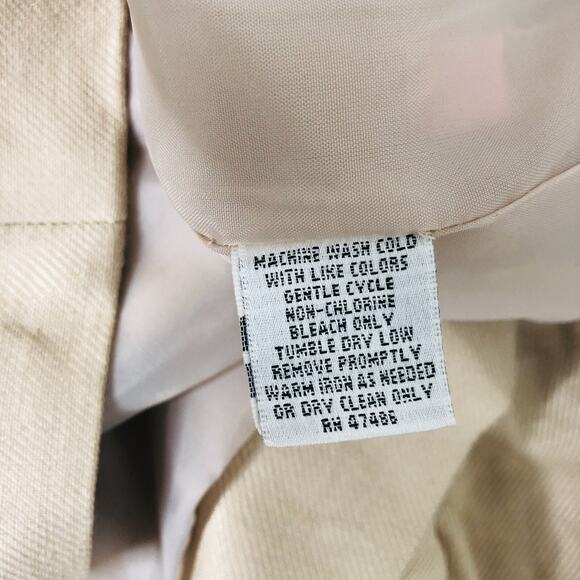 MACHINE WASH COLD
WITH LIKE COLORS
GENTLE CYCLE
NON-CHLORINE
BLEACH ONLY
TUMBLE DRY LOW
REMOVE PROMPTLY
WARM IRON AS NEEDED
OR DRY CLEAN ONLY
RN 47486